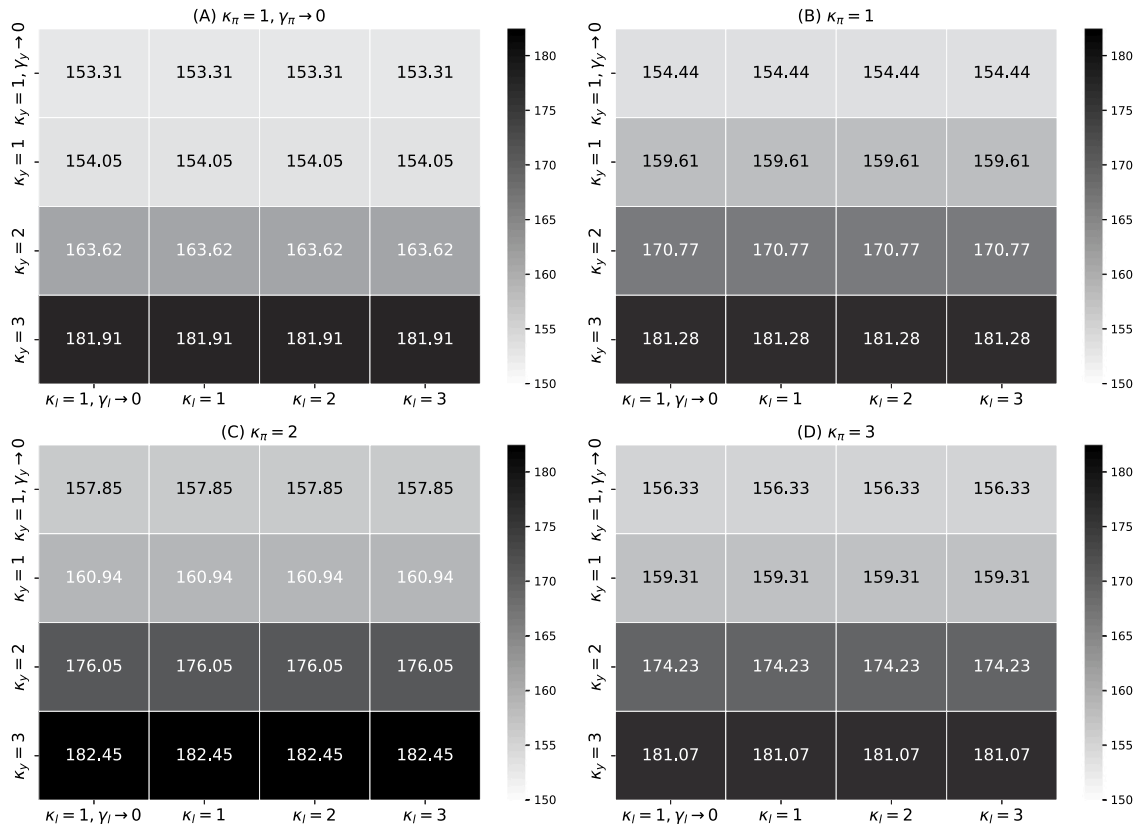 (A) κπ = 1, γπ → 0
κy = 1, γy → 0
153.31 153.31 153.31 153.31
κy = 1
154.05 154.05 154.05 154.05
κy = 2
163.62 163.62 163.62 163.62
κy = 3
181.91 181.91 181.91 181.91
κl = 1, γl → 0 κl = 1 κl = 2 κl = 3
180
175
170
165
160
155
150
(B) κπ = 1
κy = 1, γy → 0
154.44 154.44 154.44 154.44
κy = 1
159.61 159.61 159.61 159.61
κy = 2
170.77 170.77 170.77 170.77
κy = 3
181.28 181.28 181.28 181.28
κl = 1, γl → 0 κl = 1 κl = 2 κl = 3
180
175
170
165
160
155
150
(C) κπ = 2
κy = 1, γy → 0
157.85 157.85 157.85 157.85
κy = 1
160.94 160.94 160.94 160.94
κy = 2
176.05 176.05 176.05 176.05
κy = 3
182.45 182.45 182.45 182.45
κl = 1, γl → 0 κl = 1 κl = 2 κl = 3
180
175
170
165
160
155
150
(D) κπ = 3
κy = 1, γy → 0
156.33 156.33 156.33 156.33
κy = 1
159.31 159.31 159.31 159.31
κy = 2
174.23 174.23 174.23 174.23
κy = 3
181.07 181.07 181.07 181.07
κl = 1, γl → 0 κl = 1 κl = 2 κl = 3
180
175
170
165
160
155
150